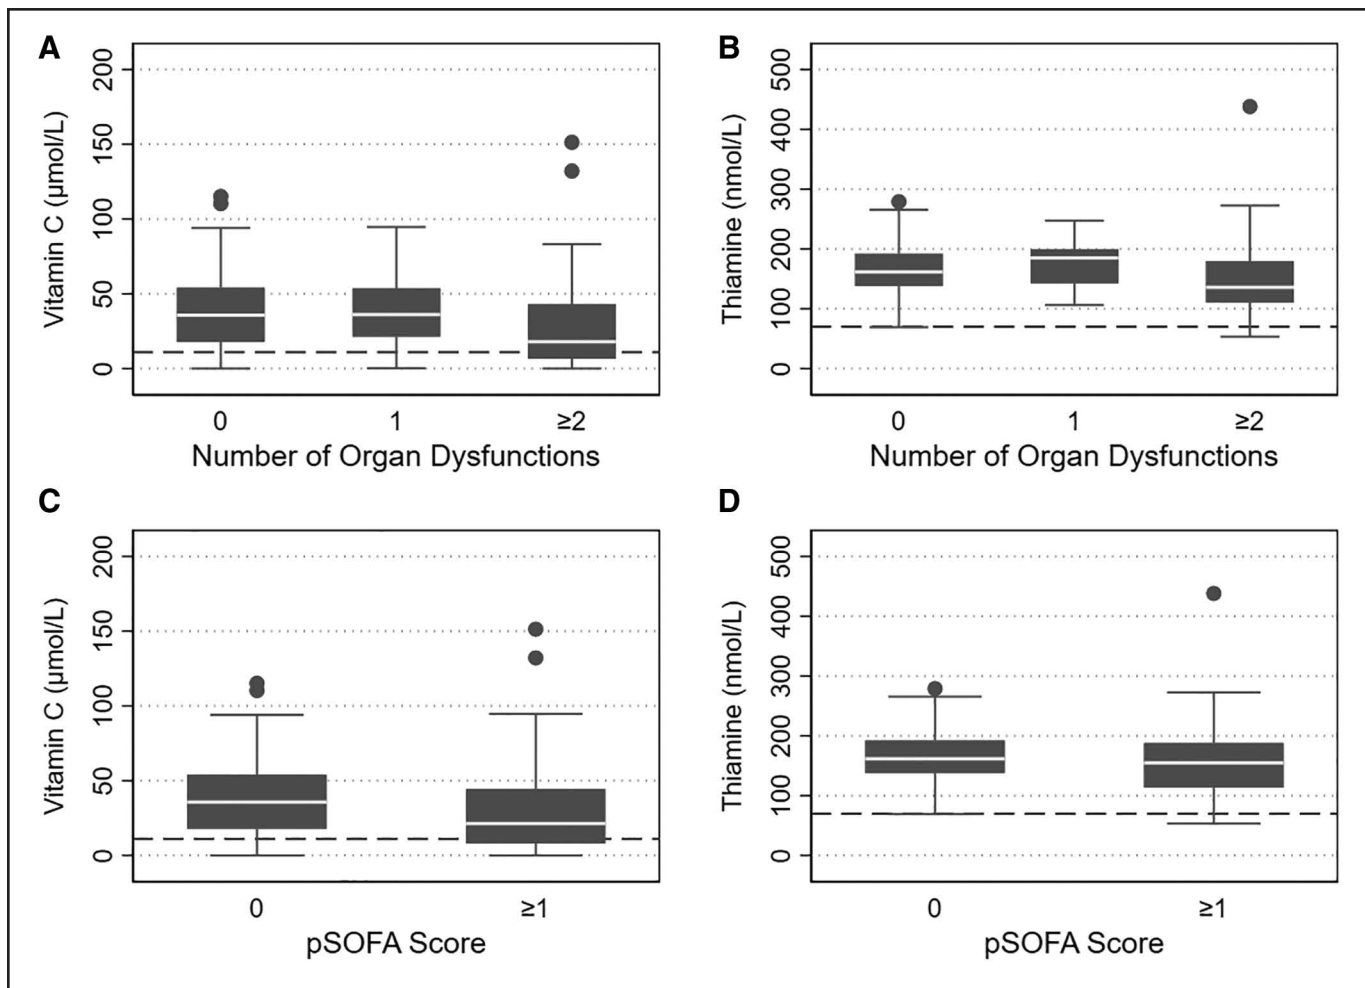 A
Vitamin C (µmol/L)
200
150
100
50
0
0 1 ≥2
Number of Organ Dysfunctions
B
Thiamine (nmol/L)
500
400
300
200
100
0
0 1 ≥2
Number of Organ Dysfunctions
C
Vitamin C (µmol/L)
200
150
100
50
0
0 ≥1
pSOFA Score
D
Thiamine (nmol/L)
500
400
300
200
100
0
0 ≥1
pSOFA Score